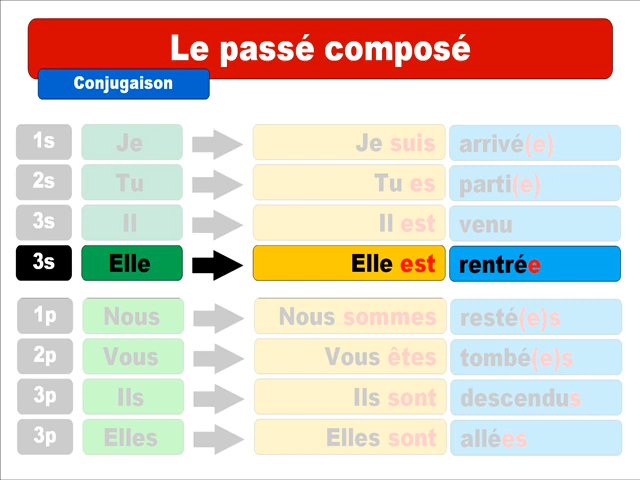 Le passé composé
Conjugaison
1s Je Je suis arrivé(e)
2s Tu Tu es parti(e)
3s Il Il est venu
3s Elle Elle est rentrée
1p Nous Nous sommes resté(e)s
2p Vous Vous êtes tombé(e)s
3p Ils Ils sont descendus
3p Elles Elles sont allées